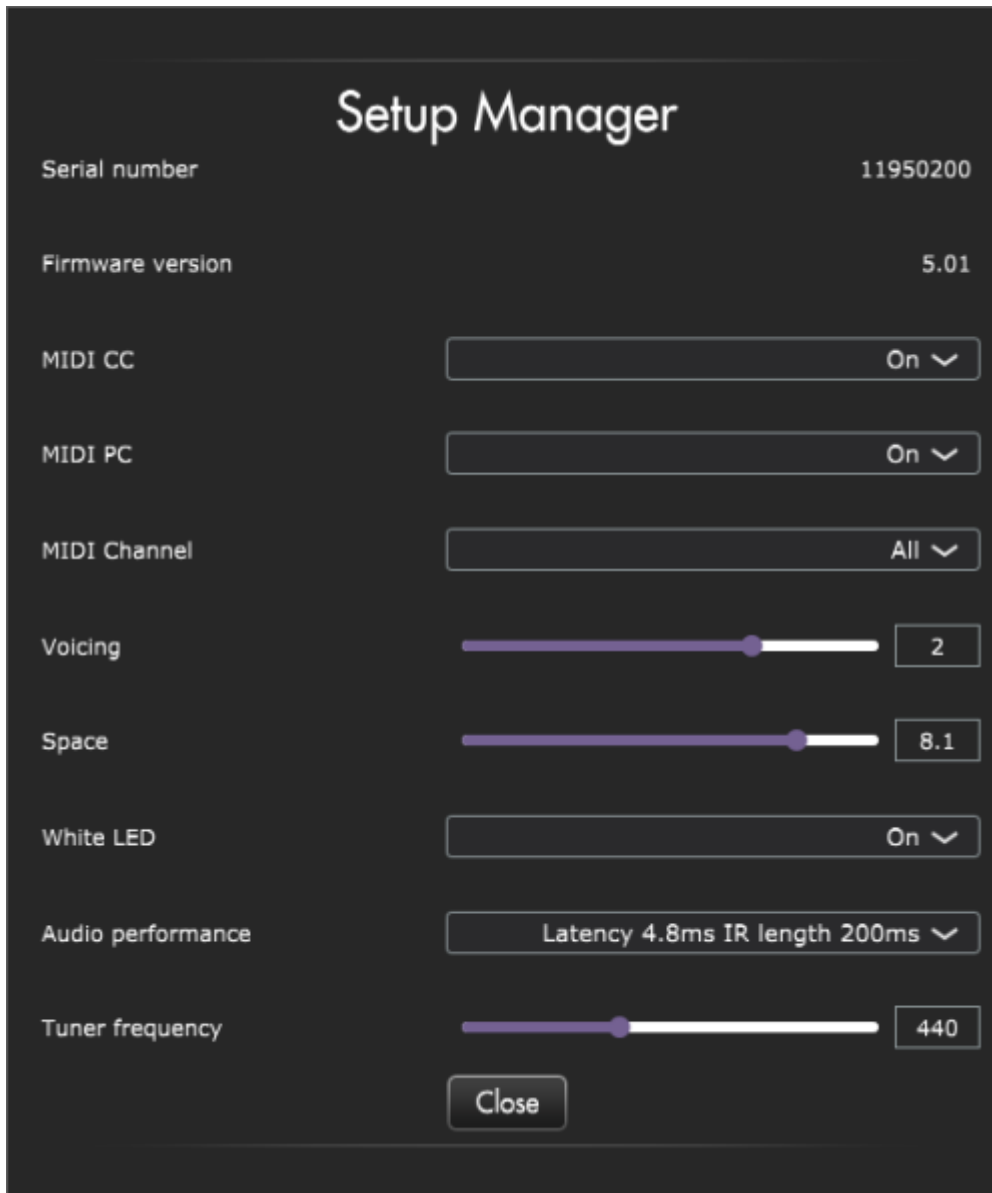 Setup Manager
Serial number 11950200
Firmware version 5.01
MIDI CC On
MIDI PC On
MIDI Channel All
Voicing 2
Space 8.1
White LED On
Audio performance Latency 4.8ms IR length 200ms
Tuner frequency 440
Close